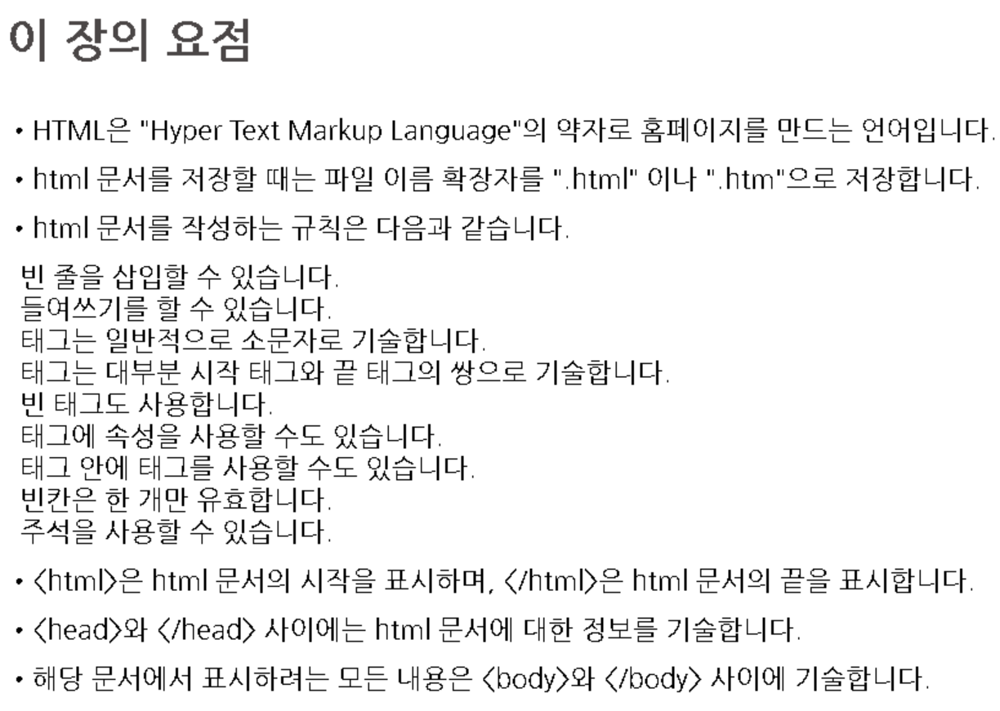 이 장의 요점
• HTML은 "Hyper Text Markup Language"의 약자로 홈페이지를 만드는 언어입니다.
• html 문서를 저장할 때는 파일 이름 확장자를 ".html" 이나 ".htm"으로 저장합니다.
• html 문서를 작성하는 규칙은 다음과 같습니다.
빈 줄을 삽입할 수 있습니다.
들여쓰기를 할 수 있습니다.
태그는 일반적으로 소문자로 기술합니다.
태그는 대부분 시작 태그와 끝 태그의 쌍으로 기술합니다.
빈 태그도 사용합니다.
태그에 속성을 사용할 수도 있습니다.
태그 안에 태그를 사용할 수도 있습니다.
빈칸은 한 개만 유효합니다.
주석을 사용할 수 있습니다.
• <html>은 html 문서의 시작을 표시하며, </html>은 html 문서의 끝을 표시합니다.
• <head>와 </head> 사이에는 html 문서에 대한 정보를 기술합니다.
• 해당 문서에서 표시하려는 모든 내용은 <body>와 </body> 사이에 기술합니다.